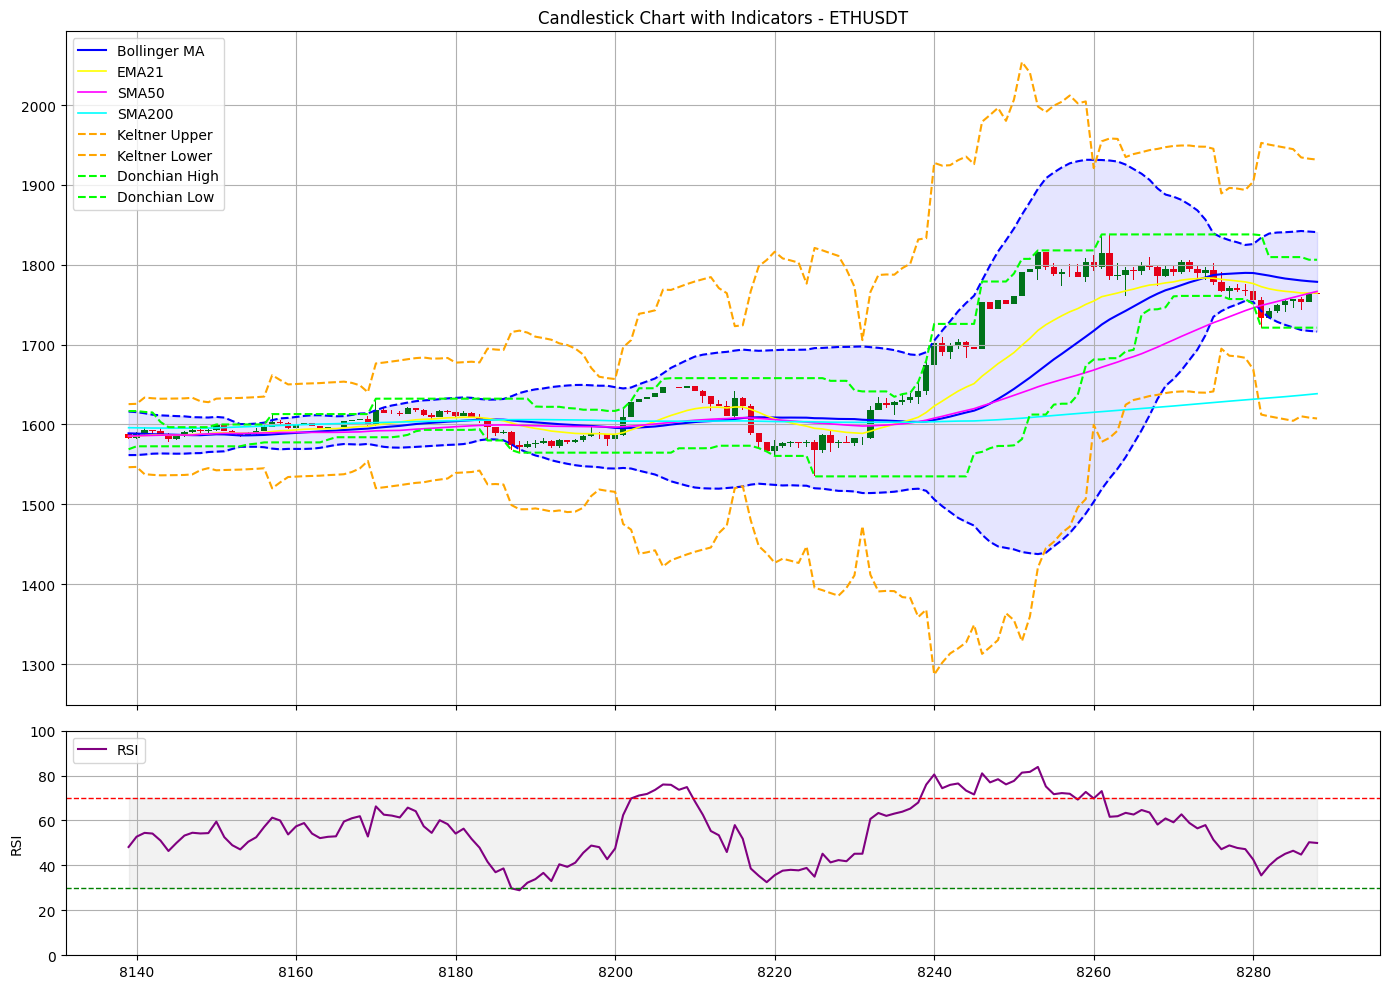 Candlestick Chart with Indicators - ETHUSDT
Bollinger MA
EMA21
SMA50
SMA200
Keltner Upper
Keltner Lower
Donchian High
Donchian Low
2000
1900
1800
1700
1600
1500
1400
1300
RSI
100
80
60
40
20
0
RSI
8140
8160
8180
8200
8220
8240
8260
8280